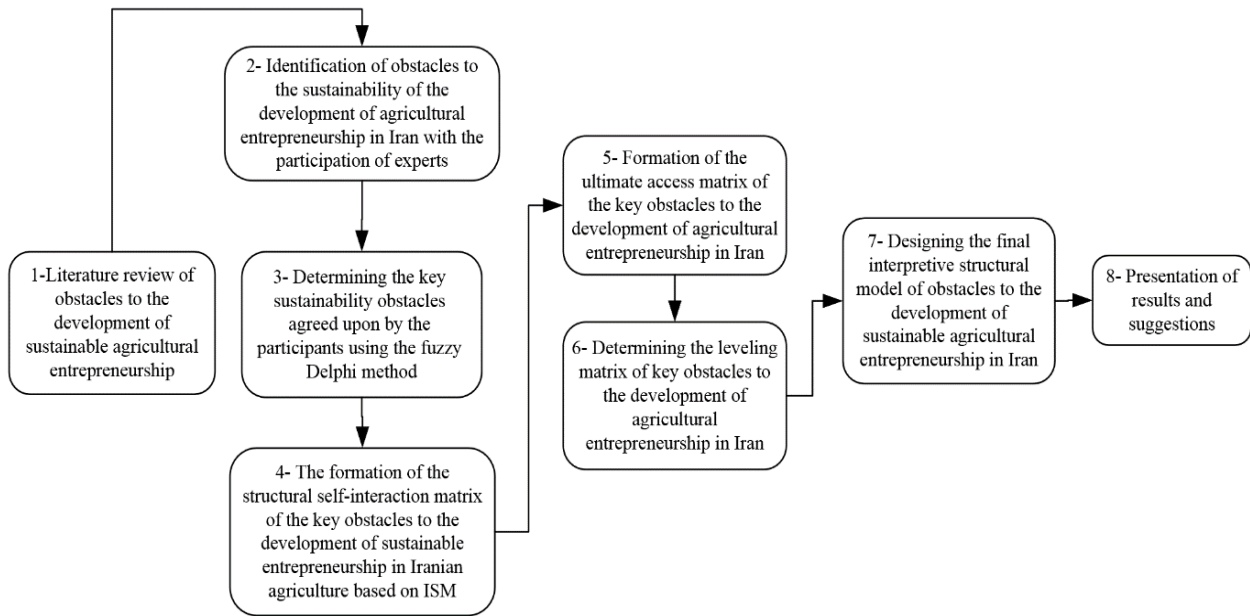 1-Literature review of
obstacles to the
development of
sustainable agricultural
entrepreneurship
2- Identification of obstacles to
the sustainability of the
development of agricultural
entrepreneurship in Iran with the
participation of experts
3- Determining the key
sustainability obstacles
agreed upon by the
participants using the fuzzy
Delphi method
4- The formation of the
structural self-interaction matrix
of the key obstacles to the
development of sustainable
entrepreneurship in Iranian
agriculture based on ISM
5- Formation of the
ultimate access matrix of
the key obstacles to the
development of agricultural
entrepreneurship in Iran
6- Determining the leveling
matrix of key obstacles to
the development of
agricultural
entrepreneurship in Iran
7- Designing the final
interpretive structural
model of obstacles to the
development of
sustainable agricultural
entrepreneurship in Iran
8- Presentation of
results and
suggestions